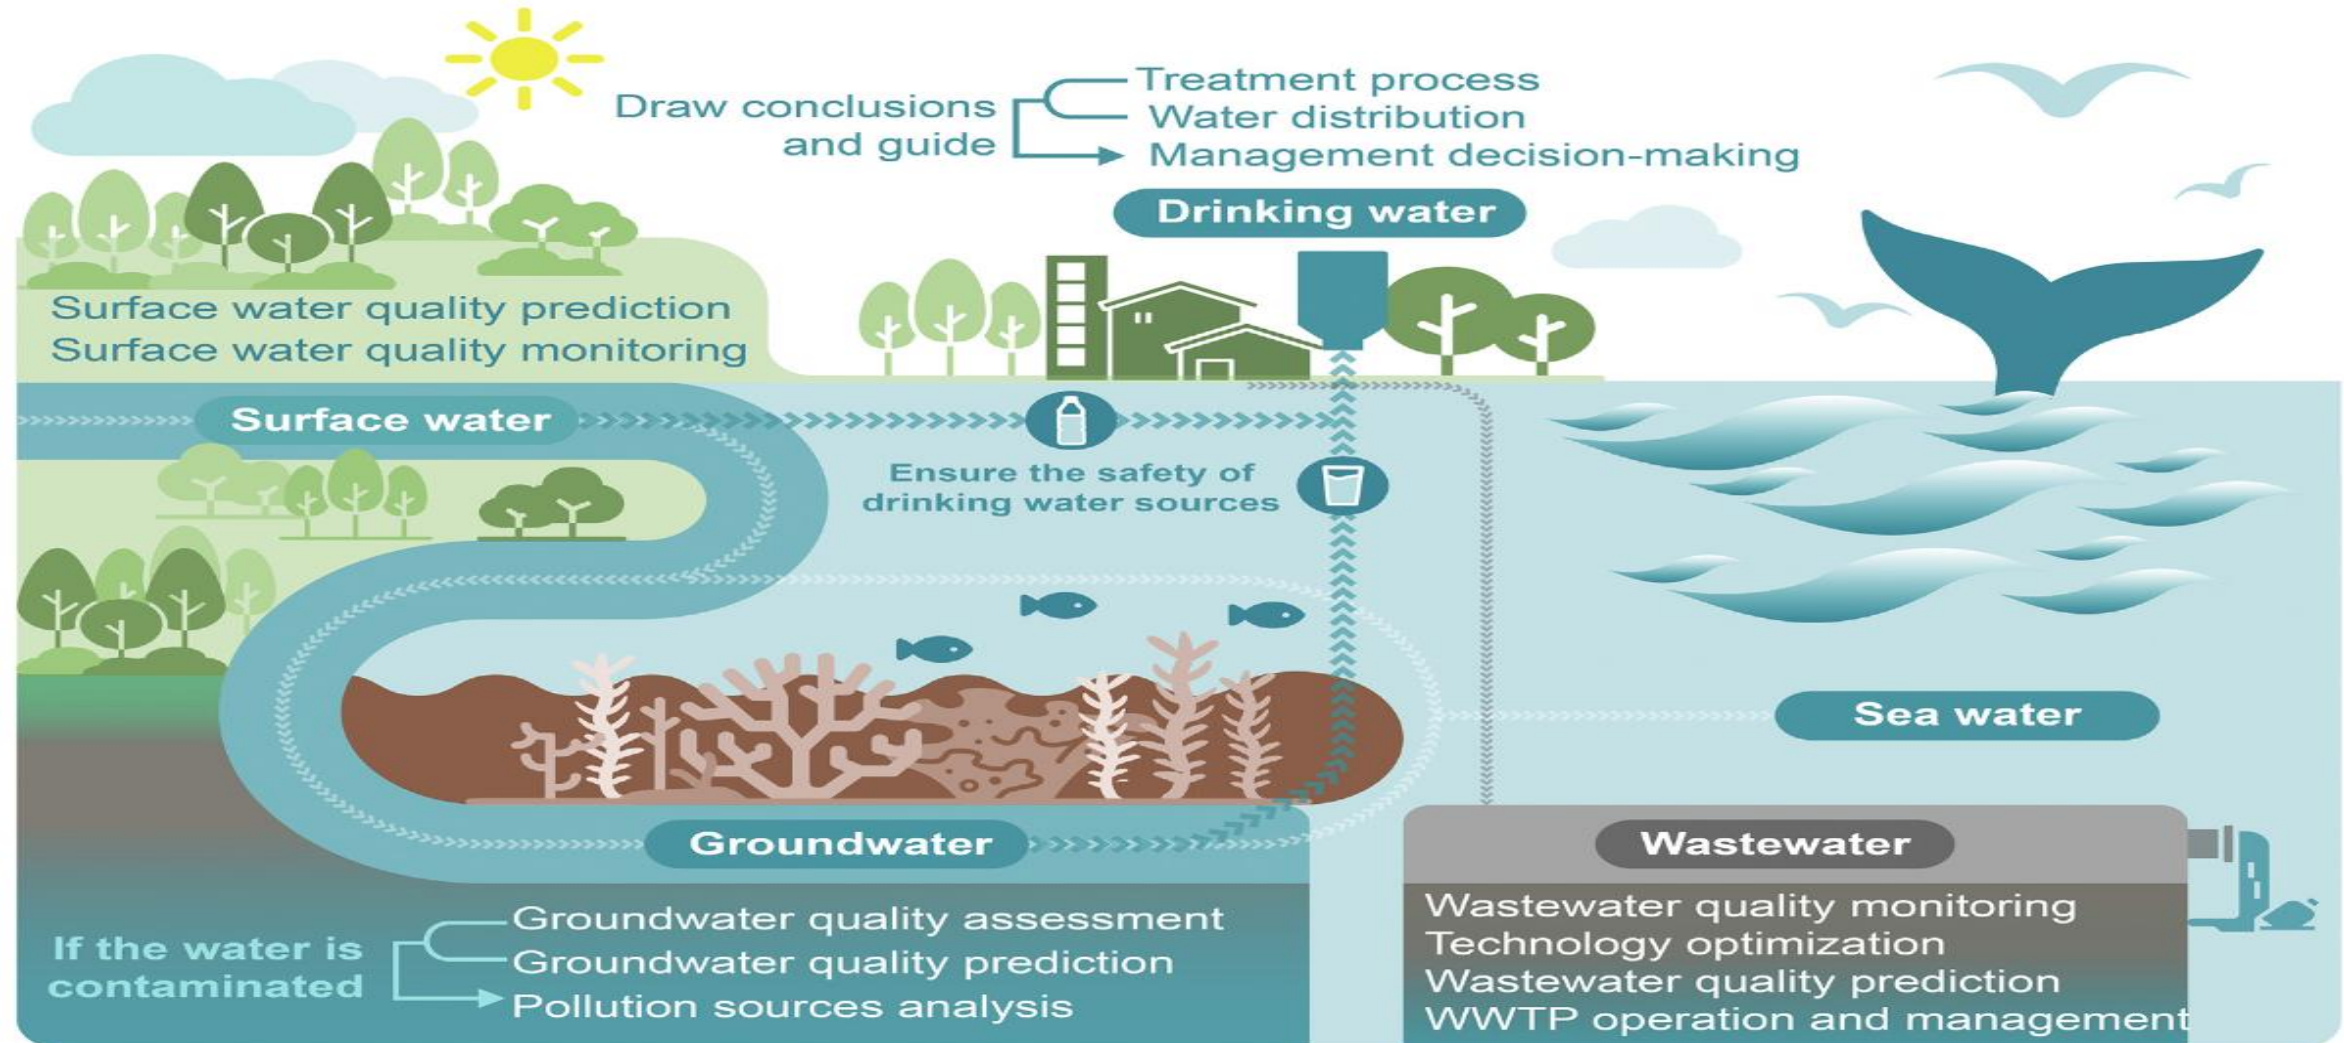 Draw conclusions
and guide
Treatment process
Water distribution
Management decision-making
Drinking water
Surface water quality prediction
Surface water quality monitoring
Surface water
Ensure the safety of
drinking water sources
Sea water
Groundwater
If the water is
contaminated
Groundwater quality assessment
Groundwater quality prediction
Pollution sources analysis
Wastewater
Wastewater quality monitoring
Technology optimization
Wastewater quality prediction
WWTP operation and management